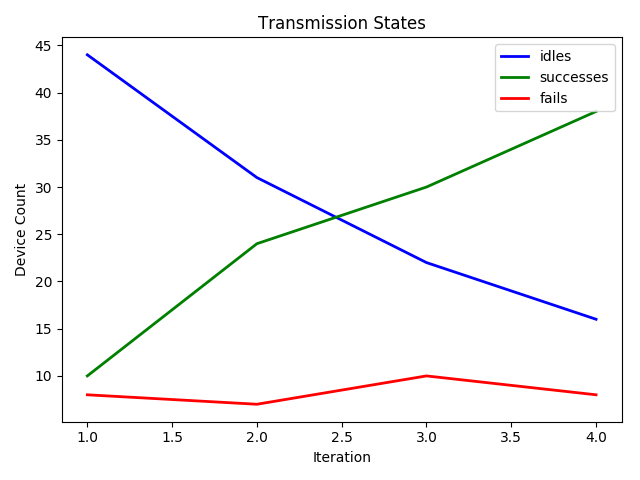 Transmission States
45
40
35
30
25
20
15
10
Device Count
idles
successes
fails
1.0 1.5 2.0 2.5 3.0 3.5 4.0
Iteration